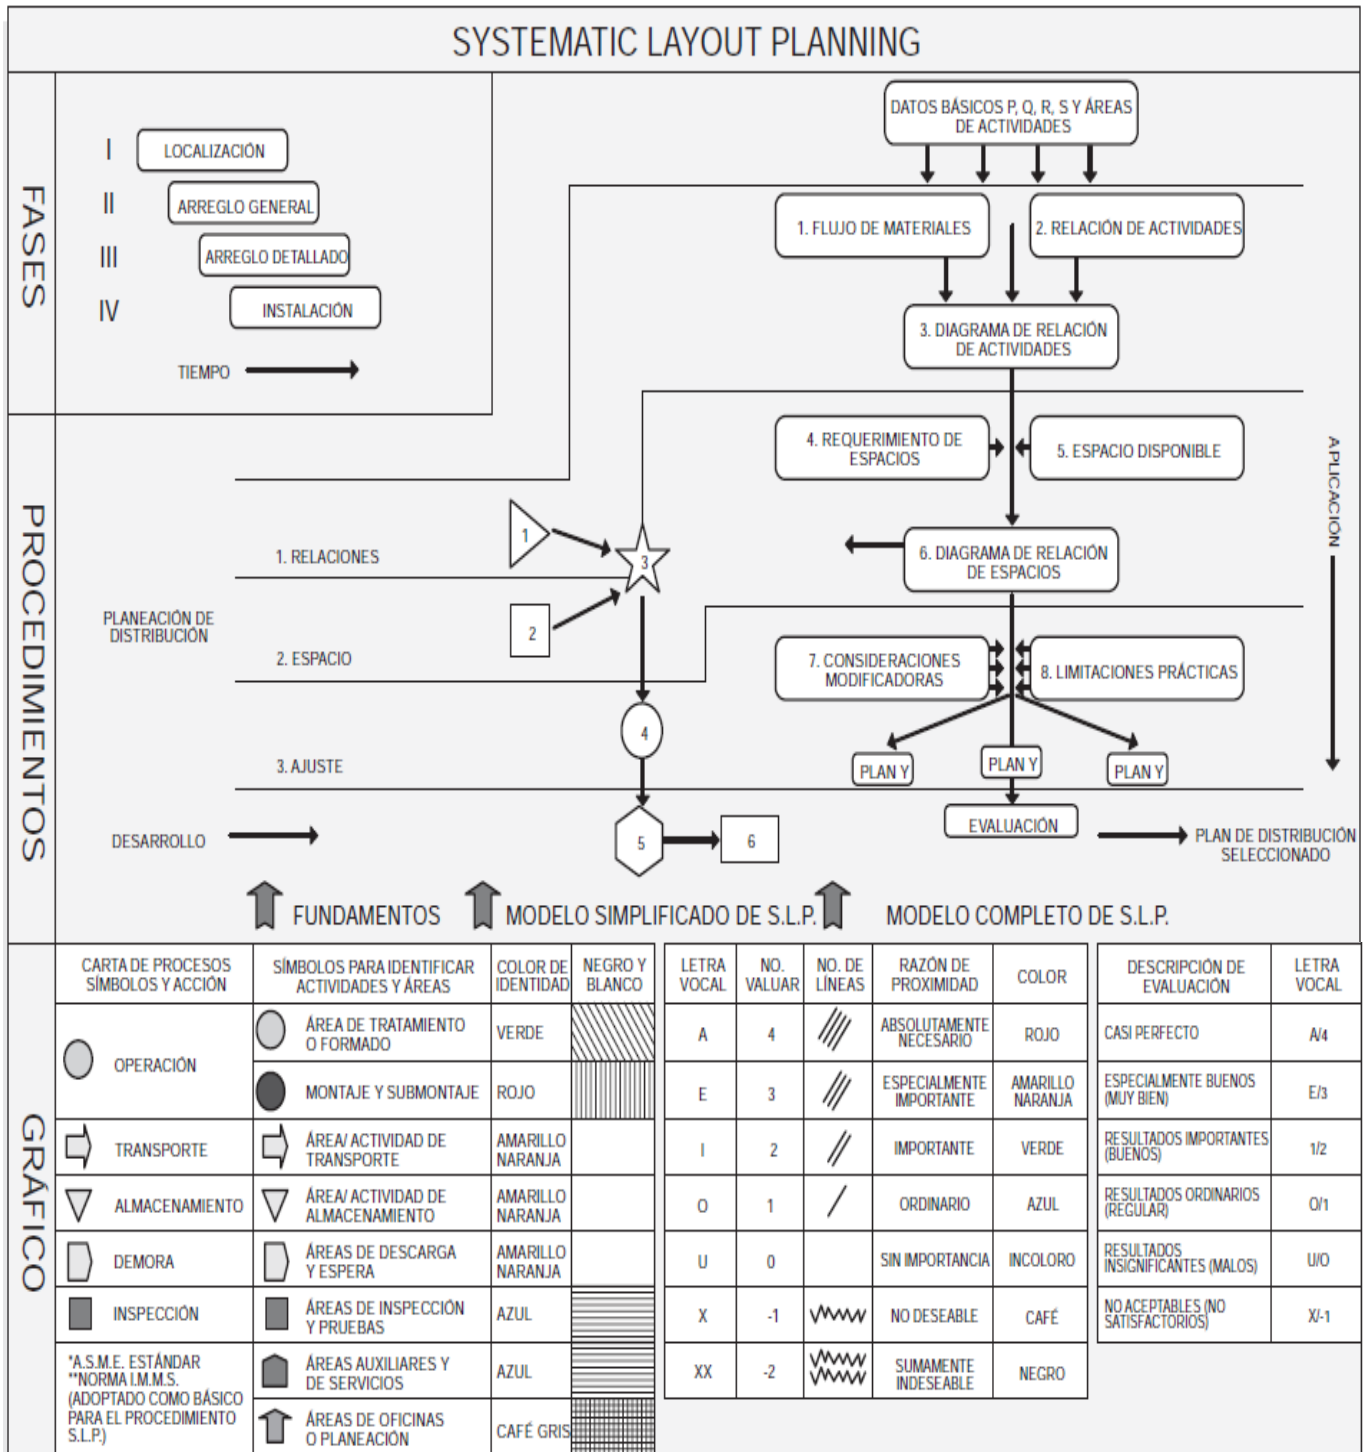 SYSTEMATIC LAYOUT PLANNING
FASES
I
LOCALIZACIÓN
II
ARREGLO GENERAL
III
ARREGLO DETALLADO
IV
INSTALACIÓN
TIEMPO
DATOS BÁSICOS P, Q, R, S Y ÁREAS
DE ACTIVIDADES
1. FLUJO DE MATERIALES
2. RELACIÓN DE ACTIVIDADES
3. DIAGRAMA DE RELACIÓN
DE ACTIVIDADES
4. REQUERIMIENTO DE
ESPACIOS
5. ESPACIO DISPONIBLE
6. DIAGRAMA DE RELACIÓN
DE ESPACIOS
7. CONSIDERACIONES
MODIFICADORAS
8. LIMITACIONES PRÁCTICAS
PLAN Y
PLAN Y
PLAN Y
EVALUACIÓN
PLAN DE DISTRIBUCIÓN
SELECCIONADO
APLICACIÓN
PROCEDIMIENTOS
PLANEACIÓN DE
DISTRIBUCIÓN
1. RELACIONES
2. ESPACIO
3. AJUSTE
DESARROLLO
1
2
3
4
5
6
FUNDAMENTOS
MODELO SIMPLIFICADO DE S.L.P.
MODELO COMPLETO DE S.L.P.
GRÁFICO
CARTA DE PROCESOS
SÍMBOLOS Y ACCIÓN
SÍMBOLOS PARA IDENTIFICAR
ACTIVIDADES Y ÁREAS
COLOR DE
IDENTIDAD
NEGRO Y
BLANCO
OPERACIÓN
ÁREA DE TRATAMIENTO
O FORMADO
VERDE
MONTAJE Y SUBMONTAJE
ROJO
TRANSPORTE
ÁREA/ ACTIVIDAD DE
TRANSPORTE
AMARILLO
NARANJA
ALMACENAMIENTO
ÁREA/ ACTIVIDAD DE
ALMACENAMIENTO
AMARILLO
NARANJA
DEMORA
ÁREAS DE DESCARGA
Y ESPERA
AMARILLO
NARANJA
INSPECCIÓN
ÁREAS DE INSPECCIÓN
Y PRUEBAS
AZUL
*A.S.M.E. ESTÁNDAR
**NORMA I.M.M.S.
(ADOPTADO COMO BÁSICO
PARA EL PROCEDIMIENTO
S.L.P.)
ÁREAS AUXILIARES Y
DE SERVICIOS
AZUL
ÁREAS DE OFICINAS
O PLANEACIÓN
CAFÉ GRIS
LETRA
VOCAL
NO.
VALUAR
NO. DE
LÍNEAS
RAZÓN DE
PROXIMIDAD
COLOR
A
4
ABSOLUTAMENTE
NECESARIO
ROJO
E
3
ESPECIALMENTE
IMPORTANTE
AMARILLO
NARANJA
I
2
IMPORTANTE
VERDE
O
1
ORDINARIO
AZUL
U
0
SIN IMPORTANCIA
INCOLORO
X
-1
NO DESEABLE
CAFÉ
XX
-2
SUMAMENTE
INDESEABLE
NEGRO
DESCRIPCIÓN DE
EVALUACIÓN
LETRA
VOCAL
CASI PERFECTO
A/4
ESPECIALMENTE BUENOS
(MUY BIEN)
E/3
RESULTADOS IMPORTANTES
(BUENOS)
1/2
RESULTADOS ORDINARIOS
(REGULAR)
O/1
RESULTADOS
INSIGNIFICANTES (MALOS)
U/O
NO ACEPTABLES (NO
SATISFACTORIOS)
X/-1